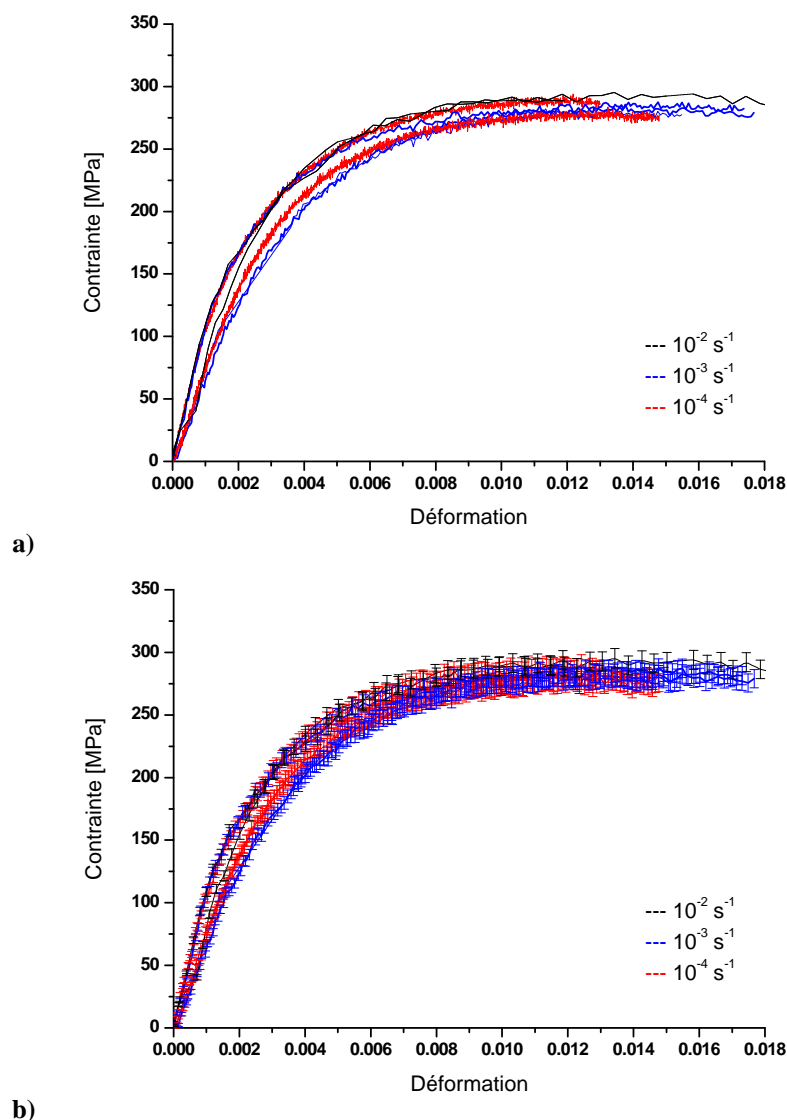 350
300
250
200
150
100
50
0
Contrainte [MPa]
10⁻² s⁻¹
10⁻³ s⁻¹
10⁻⁴ s⁻¹
0.000 0.002 0.004 0.006 0.008 0.010 0.012 0.014 0.016 0.018
Déformation
a)
350
300
250
200
150
100
50
0
Contrainte [MPa]
10⁻² s⁻¹
10⁻³ s⁻¹
10⁻⁴ s⁻¹
0.000 0.002 0.004 0.006 0.008 0.010 0.012 0.014 0.016 0.018
Déformation
b)